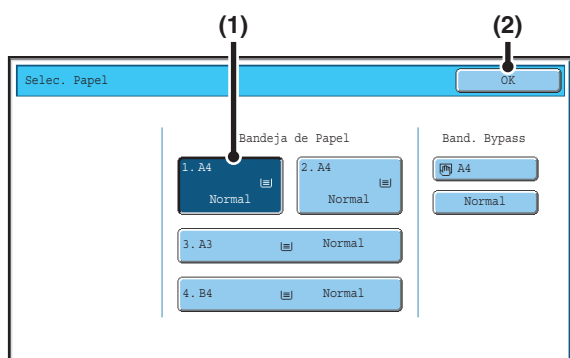 (1)
(2)
Selec. Papel
OK
Bandeja de Papel
Band. Bypass
1. A4
Normal
2. A4
Normal
A4
Normal
3. A3
Normal
4. B4
Normal